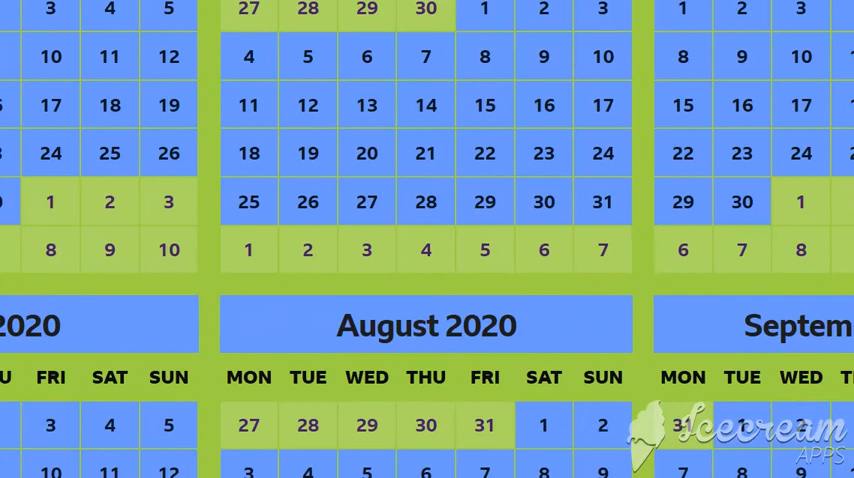 3 4 5 27 28 29 30 1 2 3 1 2 3
10 11 12 4 5 6 7 8 9 10 8 9 10
17 18 19 11 12 13 14 15 16 17 15 16 17
24 25 26 18 19 20 21 22 23 24 22 23 24
1 2 3 25 26 27 28 29 30 31 29 30 1
8 9 10 1 2 3 4 5 6 7 6 7 8
2020 August 2020 Septem
U FRI SAT SUN MON TUE WED THU FRI SAT SUN MON TUE WED
3 4 5 27 28 29 30 31 1 2 31 1 2
10 11 12 3 4 5 6 7 8 9 7 8 9
Icecream
APPS